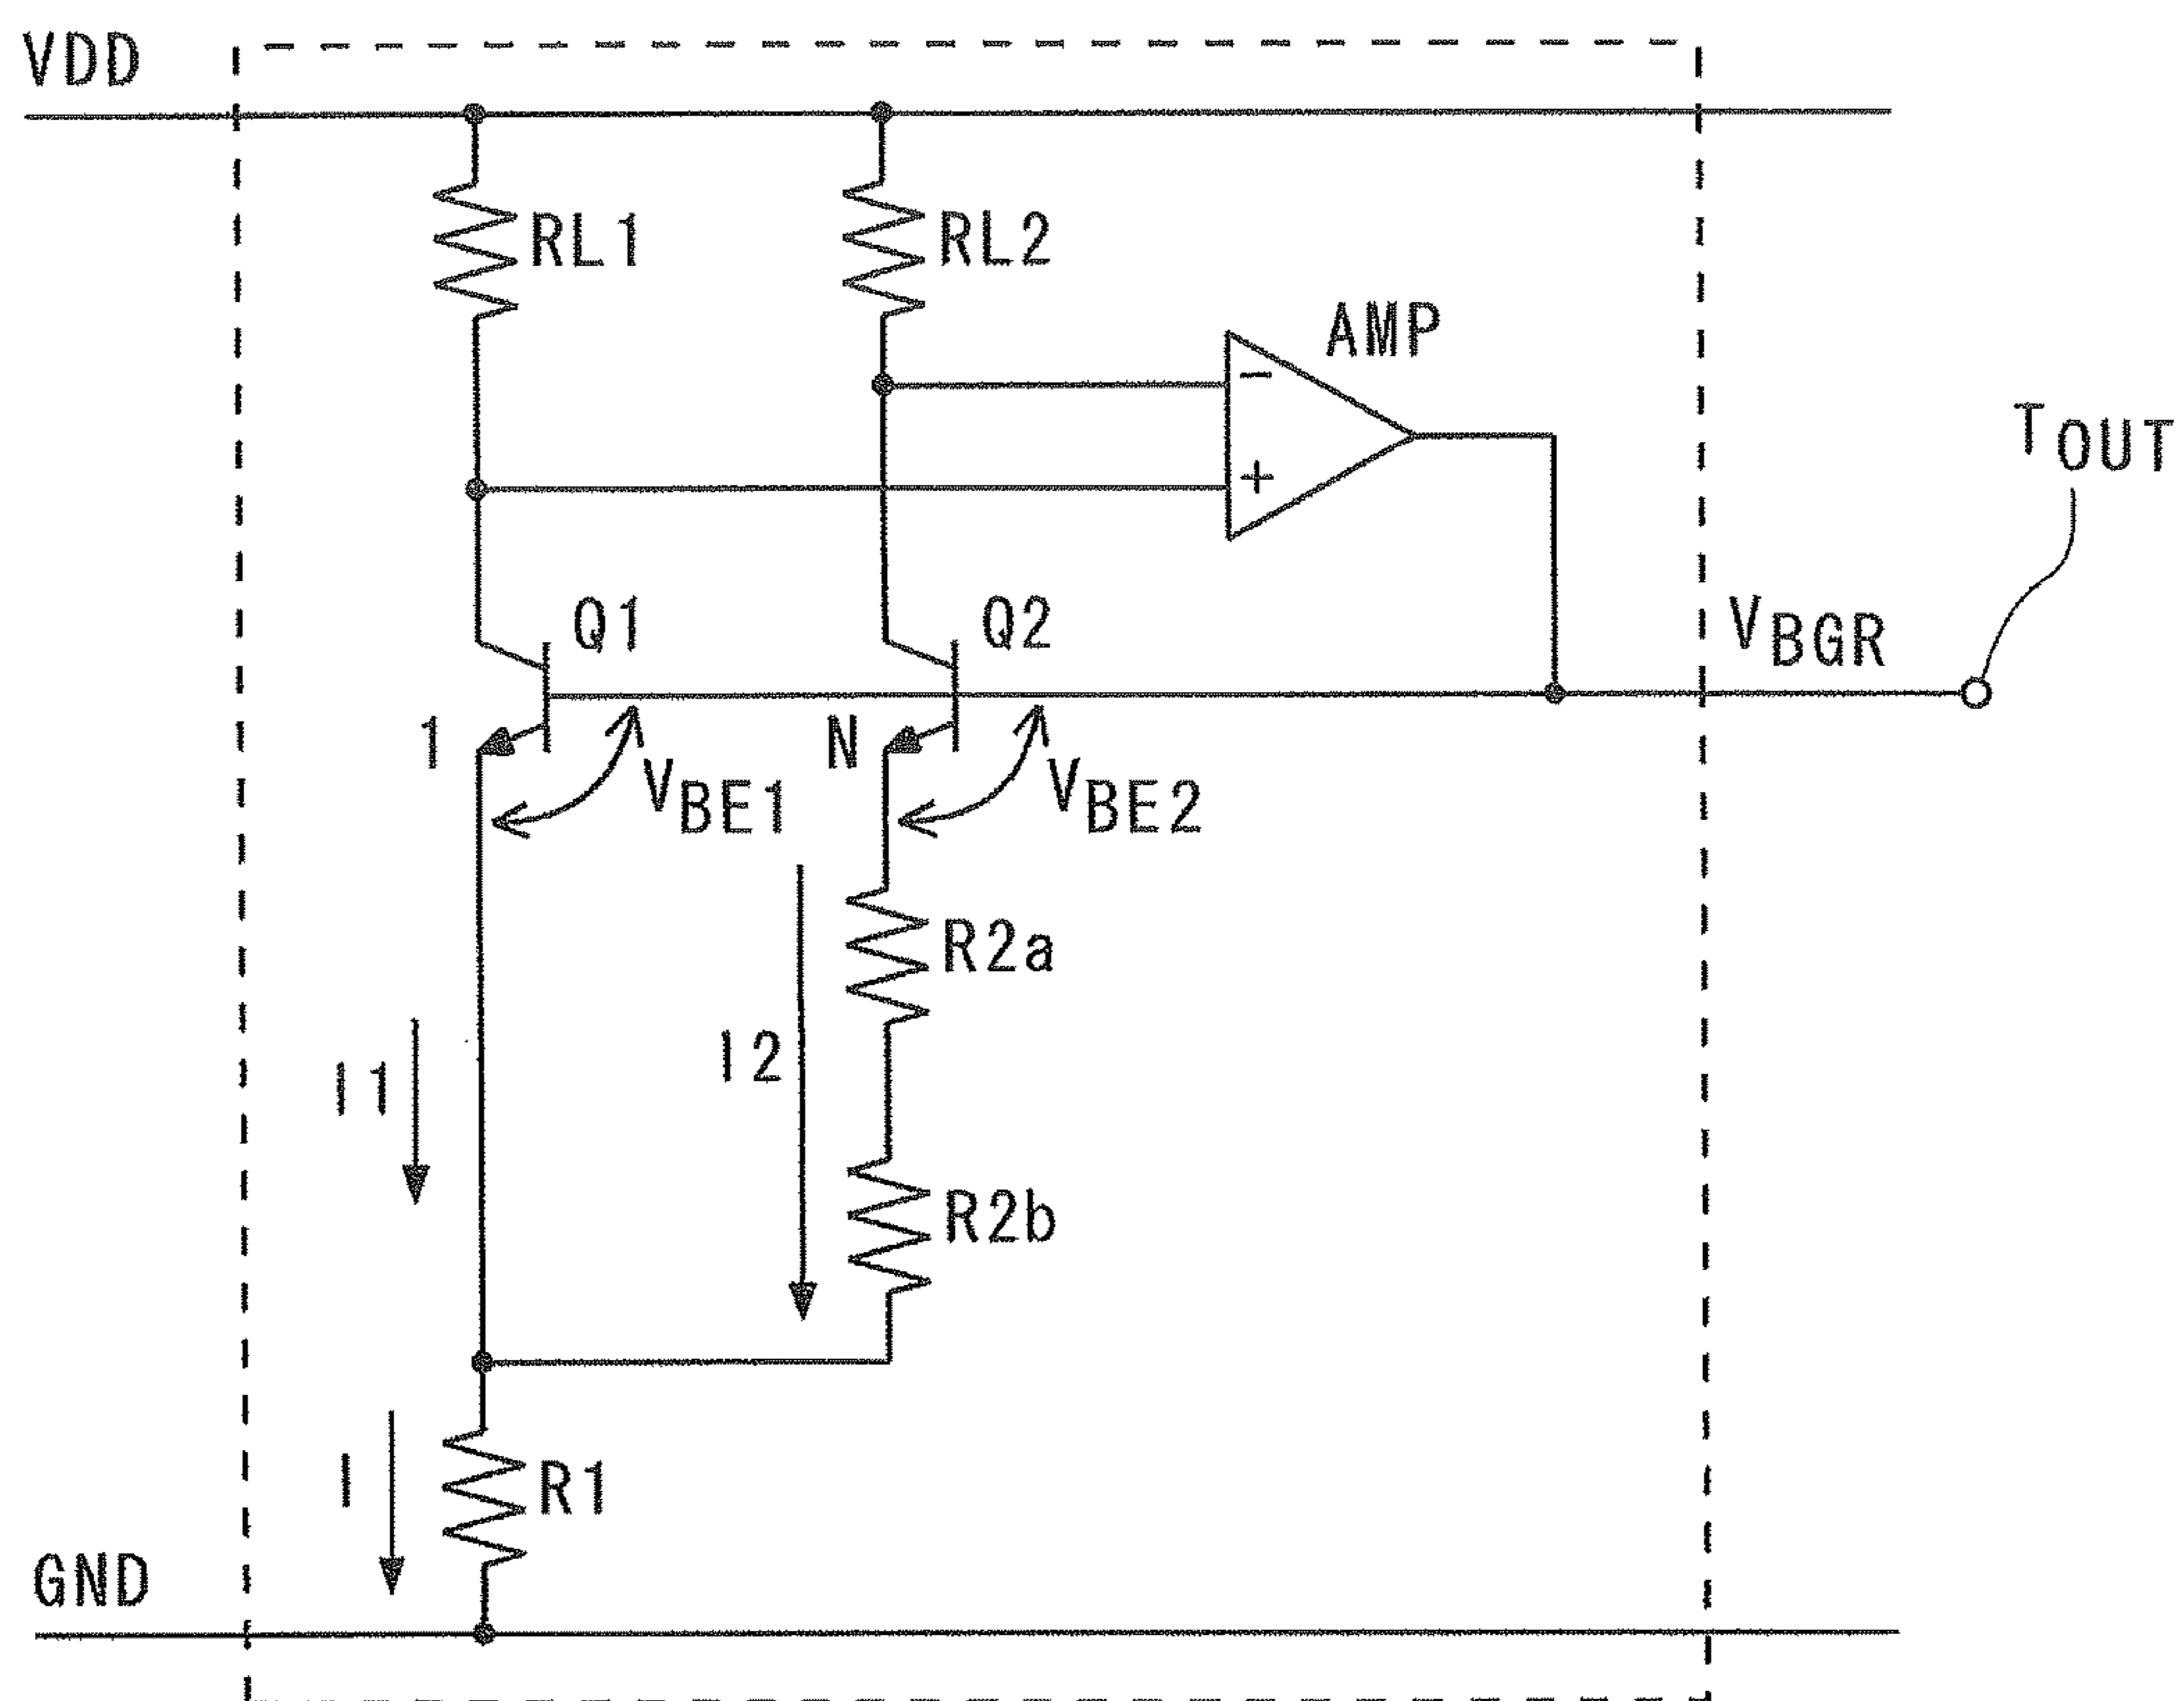 VDD
RL1
RL2
AMP
−
+
TOUT
Q1
Q2
VBGR
1
N
VBE1
VBE2
R2a
I1
I2
R2b
I
R1
GND